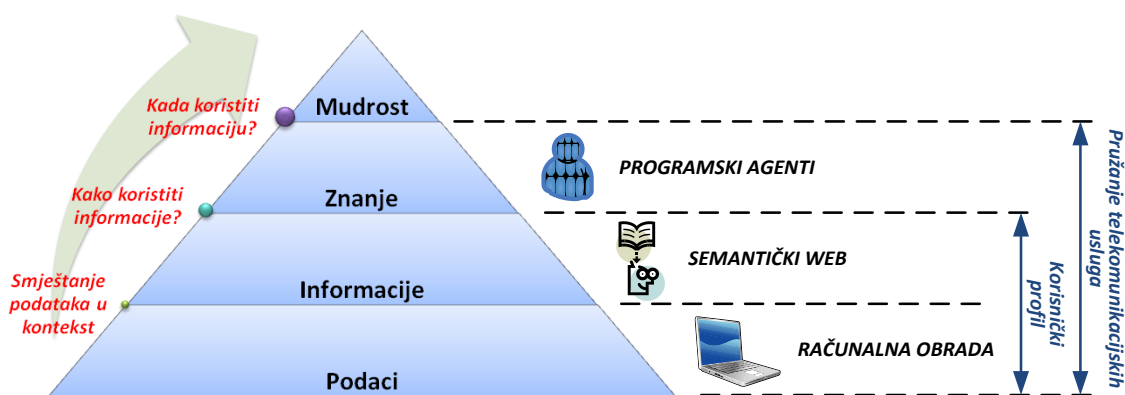 Kada koristiti
informaciju?
Mudrost
Kako koristiti
informacije?
Znanje
Smještanje
podataka u
kontekst
Informacije
Podaci
PROGRAMSKI AGENTI
SEMANTIČKI WEB
RAČUNALNA OBRADA
Korisnički
profil
Pružanje telekomunikacijskih
usluga